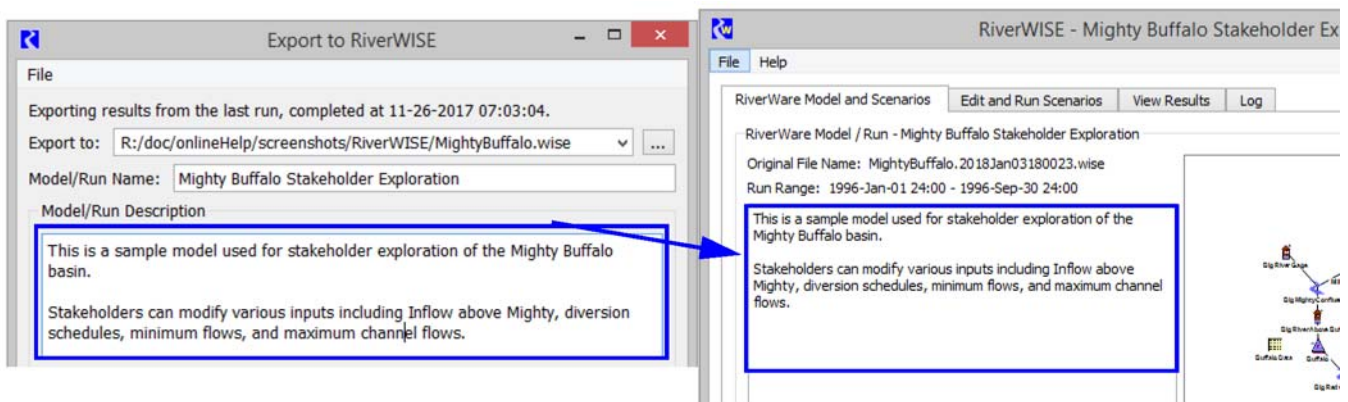 Export to RiverWISE
File
Exporting results from the last run, completed at 11-26-2017 07:03:04.
Export to: R:/doc/onlineHelp/screenshots/RiverWISE/MightyBuffalo.wise ...
Model/Run Name: Mighty Buffalo Stakeholder Exploration
Model/Run Description
This is a sample model used for stakeholder exploration of the Mighty Buffalo
basin.
Stakeholders can modify various inputs including Inflow above Mighty, diversion
schedules, minimum flows, and maximum channel flows.
RiverWISE - Mighty Buffalo Stakeholder Ex
File Help
RiverWare Model and Scenarios Edit and Run Scenarios View Results Log
RiverWare Model / Run - Mighty Buffalo Stakeholder Exploration
Original File Name: MightyBuffalo.2018Jan03180023.wise
Run Range: 1996-Jan-01 24:00 - 1996-Sep-30 24:00
This is a sample model used for stakeholder exploration of the
Mighty Buffalo basin.
Stakeholders can modify various inputs including Inflow above
Mighty, diversion schedules, minimum flows, and maximum channel
flows.
Big River Gage
Buffalo Data
Buffalo